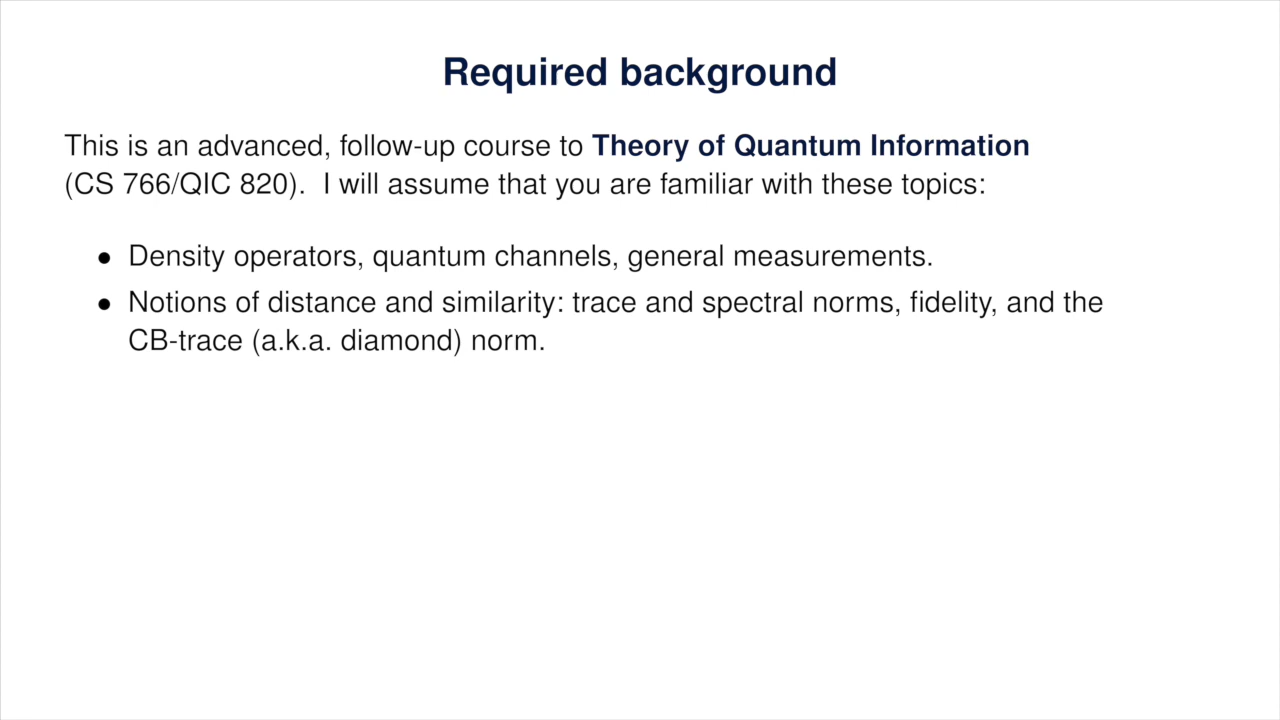 Required background
This is an advanced, follow-up course to Theory of Quantum Information
(CS 766/QIC 820). I will assume that you are familiar with these topics:
• Density operators, quantum channels, general measurements.
• Notions of distance and similarity: trace and spectral norms, fidelity, and the
CB-trace (a.k.a. diamond) norm.